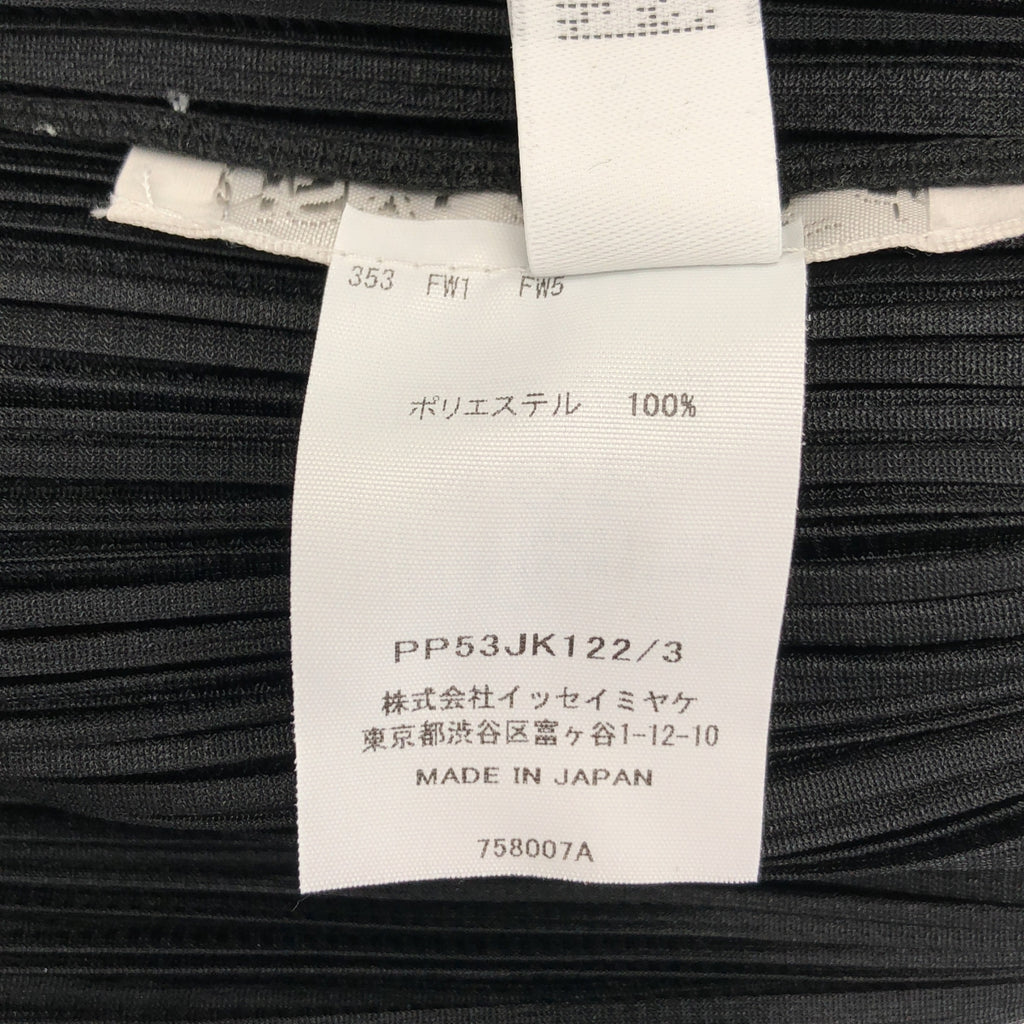 353 FW1 FW5
ポリエステル 100%
PP53JK122/3
株式会社イッセイミヤケ
東京都渋谷区富ヶ谷1-12-10
MADE IN JAPAN
758007A